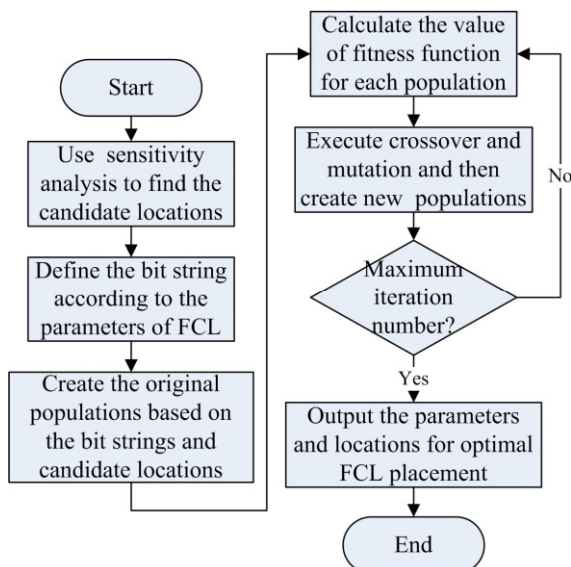 Start
Use sensitivity
analysis to find the
candidate locations
Define the bit string
according to the
parameters of FCL
Create the original
populations based on
the bit strings and
candidate locations
Calculate the value
of fitness function
for each population
Execute crossover and
mutation and then
create new populations
No
Maximum
iteration
number?
Yes
Output the parameters
and locations for optimal
FCL placement
End